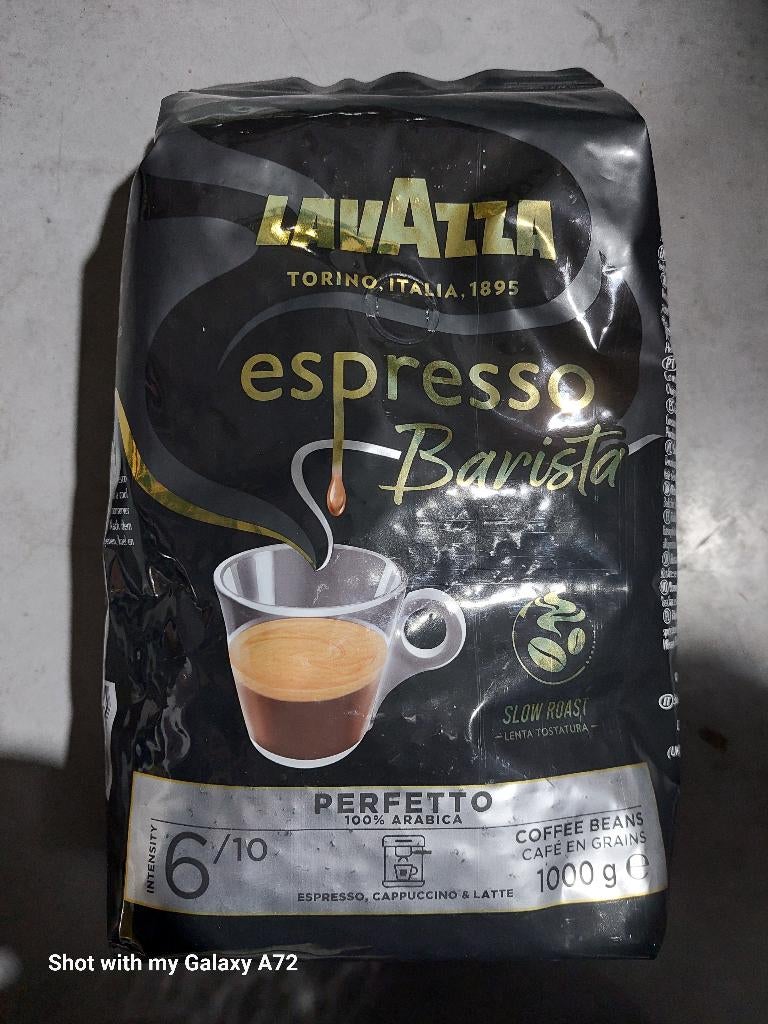 LAVAZZA
TORINO, ITALIA, 1895
espresso
Barista
SLOW ROAST
LENTA TOSTATURA
PERFETTO
100% ARABICA
INTENSITY
6/10
ESPRESSO, CAPPUCCINO & LATTE
COFFEE BEANS
CAFÉ EN GRAINS
1000 g e
IT
Shot with my Galaxy A72